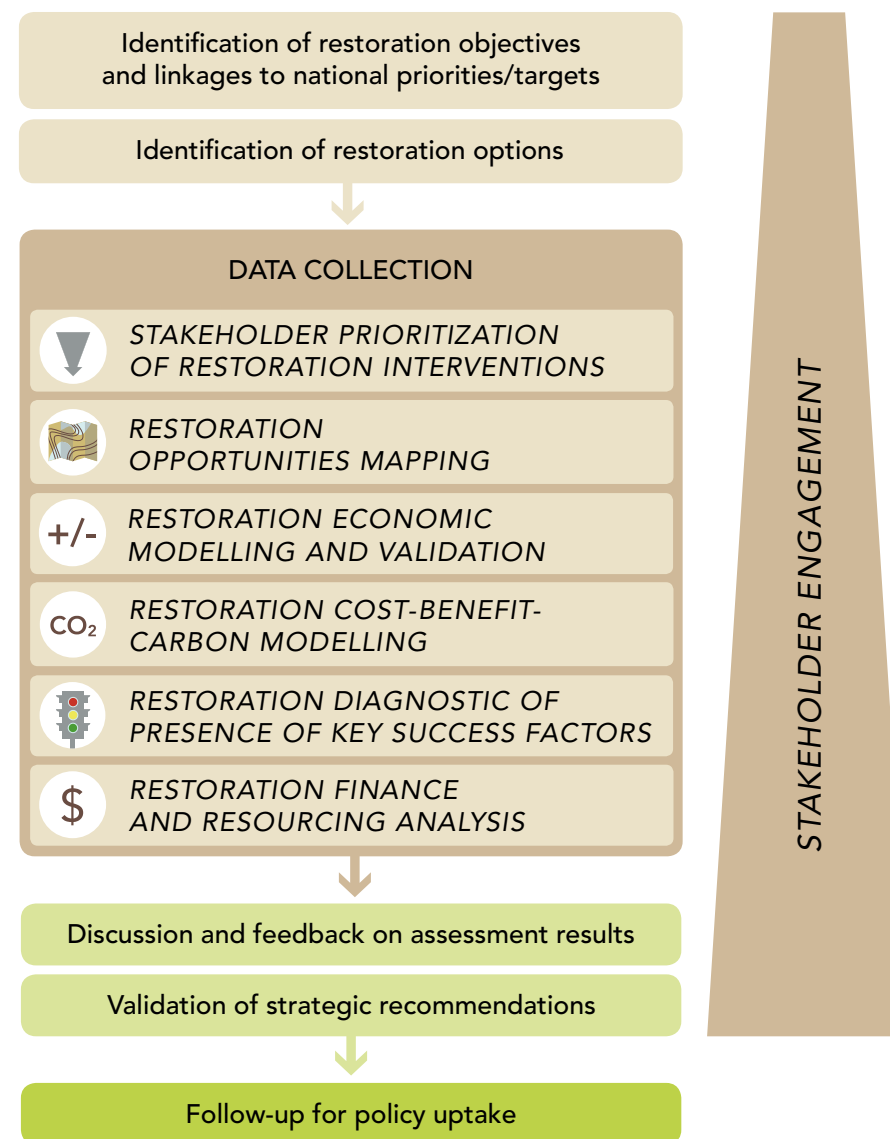 Identification of restoration objectives
and linkages to national priorities/targets
Identification of restoration options
DATA COLLECTION
STAKEHOLDER PRIORITIZATION
OF RESTORATION INTERVENTIONS
RESTORATION
OPPORTUNITIES MAPPING
+/-
RESTORATION ECONOMIC
MODELLING AND VALIDATION
CO₂
RESTORATION COST-BENEFIT-
CARBON MODELLING
RESTORATION DIAGNOSTIC OF
PRESENCE OF KEY SUCCESS FACTORS
$
RESTORATION FINANCE
AND RESOURCING ANALYSIS
Discussion and feedback on assessment results
Validation of strategic recommendations
Follow-up for policy uptake
STAKEHOLDER ENGAGEMENT